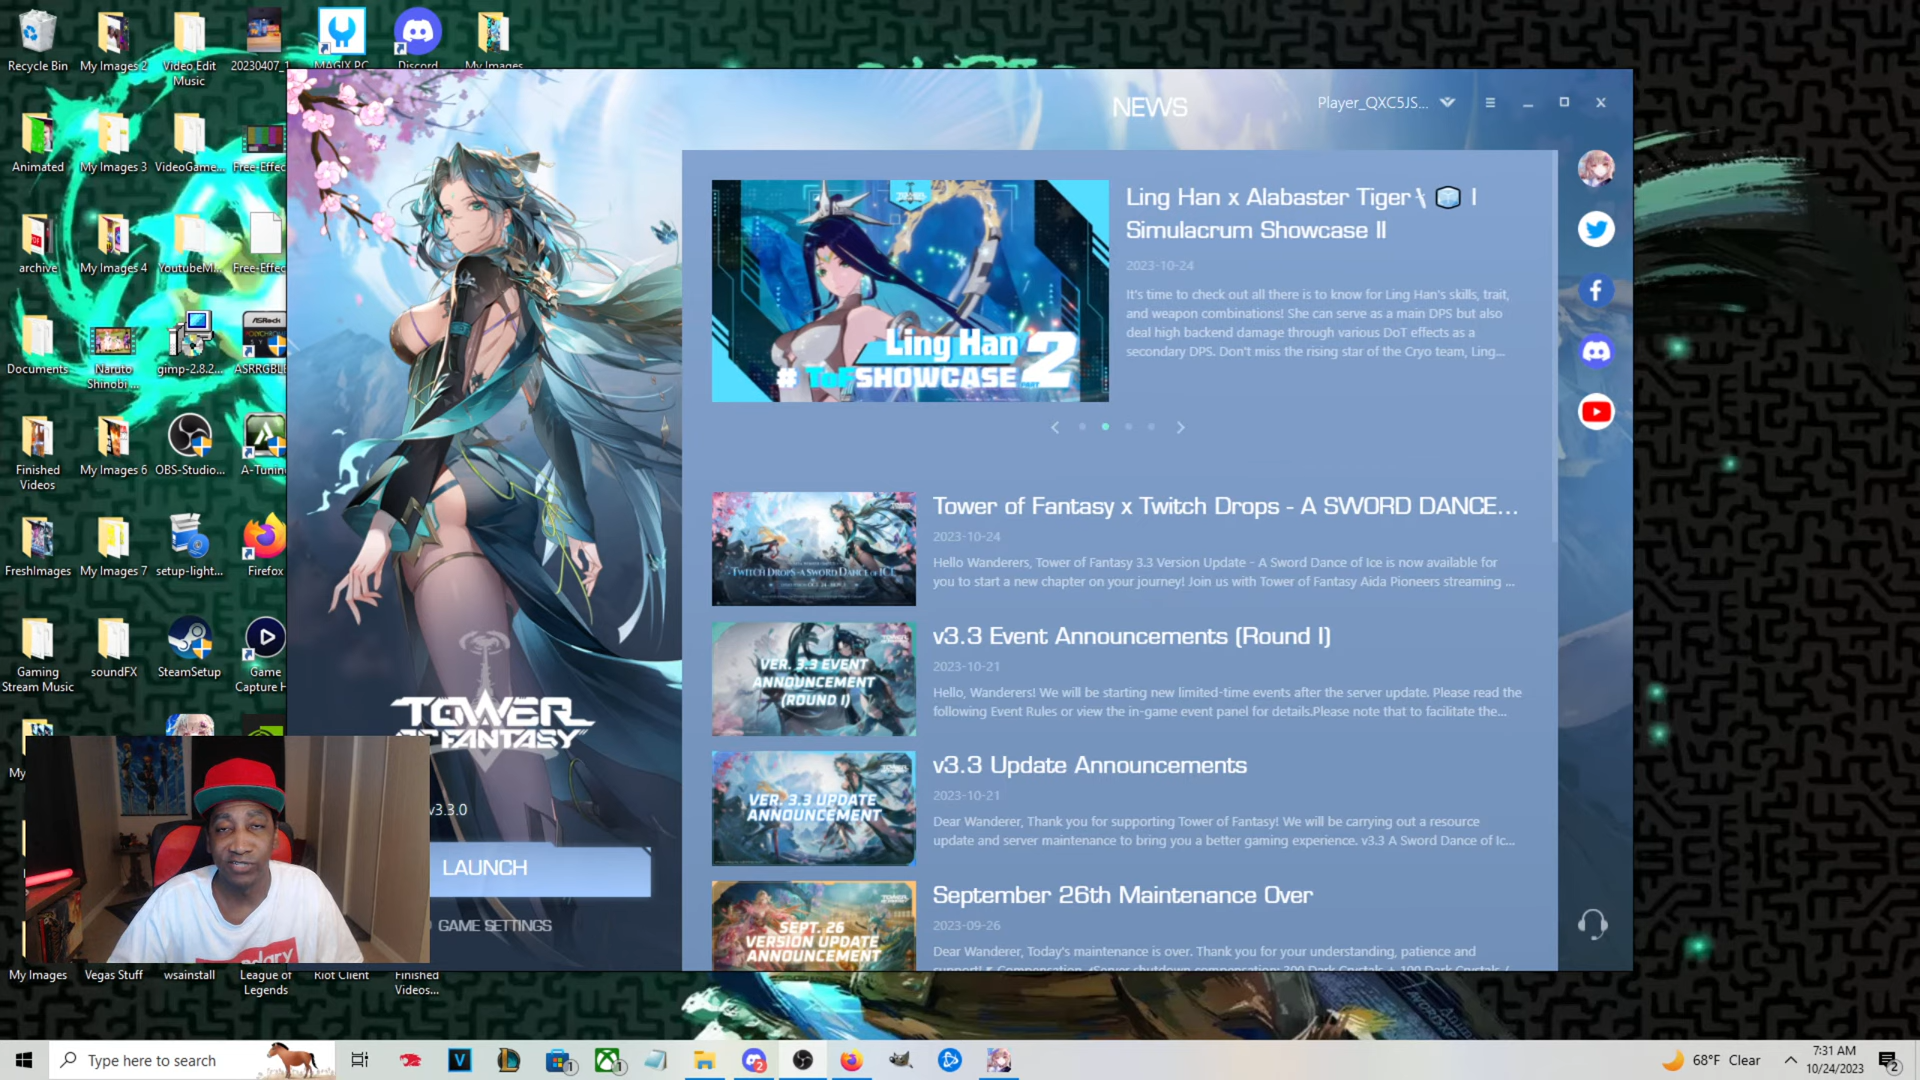 Recycle Bin
My Images 2
Video Edit
Music
20230407_1
MAGIX PC
Discord
My Images
Animated
My Images 3
VideoGame...
Free-Effec
archive
My Images 4
YoutubeM...
Free-Effec
Documents
Naruto
Shinobi ...
gimp-2.8.2...
ASRock
ASRRGBLE
Finished
Videos
My Images 6
OBS-Studio...
A-Tunin
FreshImages
My Images 7
setup-light...
Firefox
Gaming
Stream Music
soundFX
SteamSetup
Game
Capture H
My
My Images
Vegas Stuff
wsainstall
League of
Legends
Riot Client
Finished
Videos...
NEWS
Player_QXC5JS...
Ling Han
# ToFSHOWCASE 2
Ling Han x Alabaster Tiger \ I
Simulacrum Showcase II
2023-10-24
It's time to check out all there is to know for Ling Han's skills, trait,
and weapon combinations! She can serve as a main DPS but also
deal high backend damage through various DoT effects as a
secondary DPS. Don't miss the rising star of the Cryo team, Ling...
-TWITCH DROPS-A SWORD DANCE OF ICE
Tower of Fantasy x Twitch Drops - A SWORD DANCE...
2023-10-24
Hello Wanderers, Tower of Fantasy 3.3 Version Update - A Sword Dance of Ice is now available for
you to start a new chapter on your journey! Join us with Tower of Fantasy Aida Pioneers streaming ...
VER. 3.3 EVENT
ANNOUNCEMENT
(ROUND I)
v3.3 Event Announcements (Round I)
2023-10-21
Hello, Wanderers! We will be starting new limited-time events after the server update. Please read the
following Event Rules or view the in-game event panel for details.Please note that to facilitate the...
VER. 3.3 UPDATE
ANNOUNCEMENT
v3.3 Update Announcements
2023-10-21
Dear Wanderer, Thank you for supporting Tower of Fantasy! We will be carrying out a resource
update and server maintenance to bring you a better gaming experience. v3.3 A Sword Dance of Ic...
SEPT. 26
VERSION UPDATE
ANNOUNCEMENT
September 26th Maintenance Over
2023-09-26
Dear Wanderer, Today's maintenance is over. Thank you for your understanding, patience and
TOWER
OF FANTASY
v3.3.0
LAUNCH
GAME SETTINGS
Type here to search
68°F Clear
7:31 AM
10/24/2023